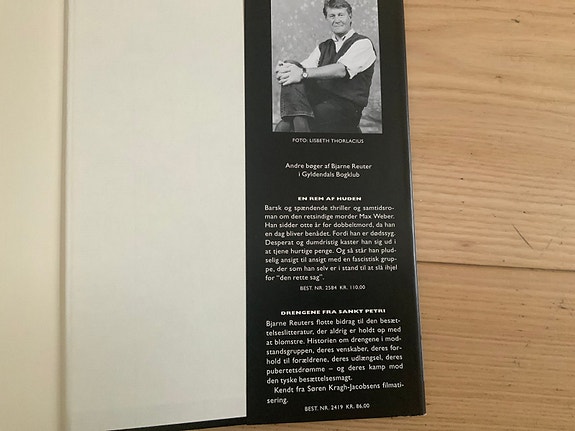 FOTO: LISBETH THORLACIUS
Andre bøger af Bjarne Reuter
i Gyldendals Bogklub
EN REM AF HUDEN
Barsk og spændende thriller og samtidsro-
man om den retsindige morder Max Weber.
Han sidder otte år for dobbeltmord, da han
en dag bliver benådet. Fordi han er dødssyg.
Desperat og dumdristig kaster han sig ud i
at tjene hurtige penge. Og så står han plud-
selig ansigt til ansigt med en fascistisk grup-
pe, der som han selv er i stand til at slå ihjel
for "den rette sag".
BEST. NR. 2584 KR. 110.00
DRENGENE FRA SANKT PETRI
Bjarne Reuters flotte bidrag til den besæt-
telseslitteratur, der aldrig er holdt op med
at blomstre. Historien om drengene i mod-
standsgruppen, deres venskaber, deres for-
hold til forældrene, deres udlængsel, deres
pubertetsdrømme – og deres kamp mod
den tyske besættelsesmagt.
Kendt fra Søren Kragh-Jacobsens filmati-
sering.
BEST. NR. 2419 KR. 86.00